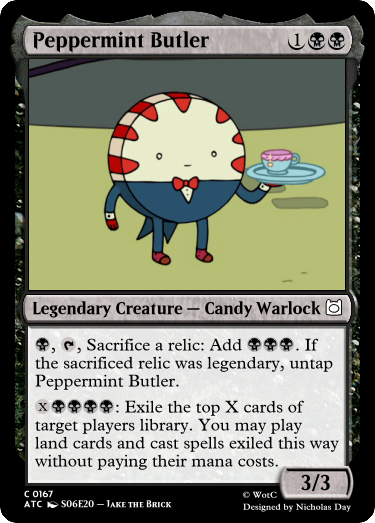 Peppermint Butler 1
Legendary Creature — Candy Warlock
, , Sacrifice a relic: Add . If
the sacrificed relic was legendary, untap
Peppermint Butler.
X: Exile the top X cards of
target players library. You may play
land cards and cast spells exiled this way
without paying their mana costs.
3/3
C 0167
ATC S06E20 — Jake the Brick
© WotC
Designed by Nicholas Day